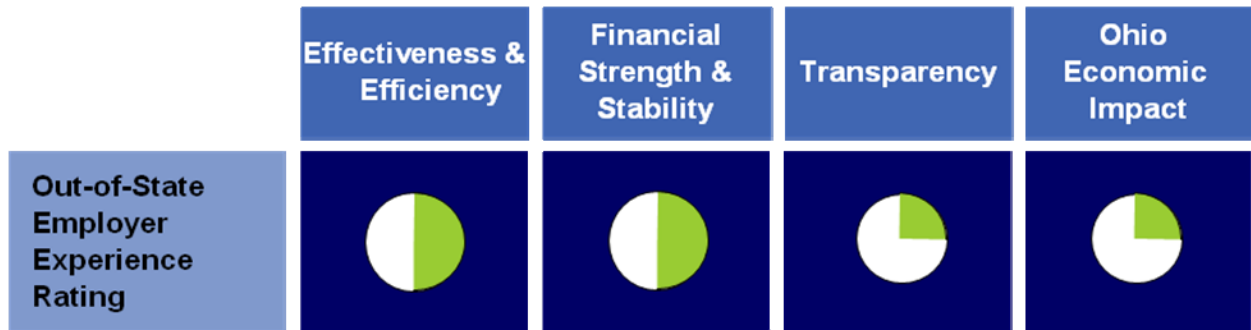 Effectiveness &
Efficiency
Financial
Strength &
Stability
Transparency
Ohio
Economic
Impact
Out-of-State
Employer
Experience
Rating